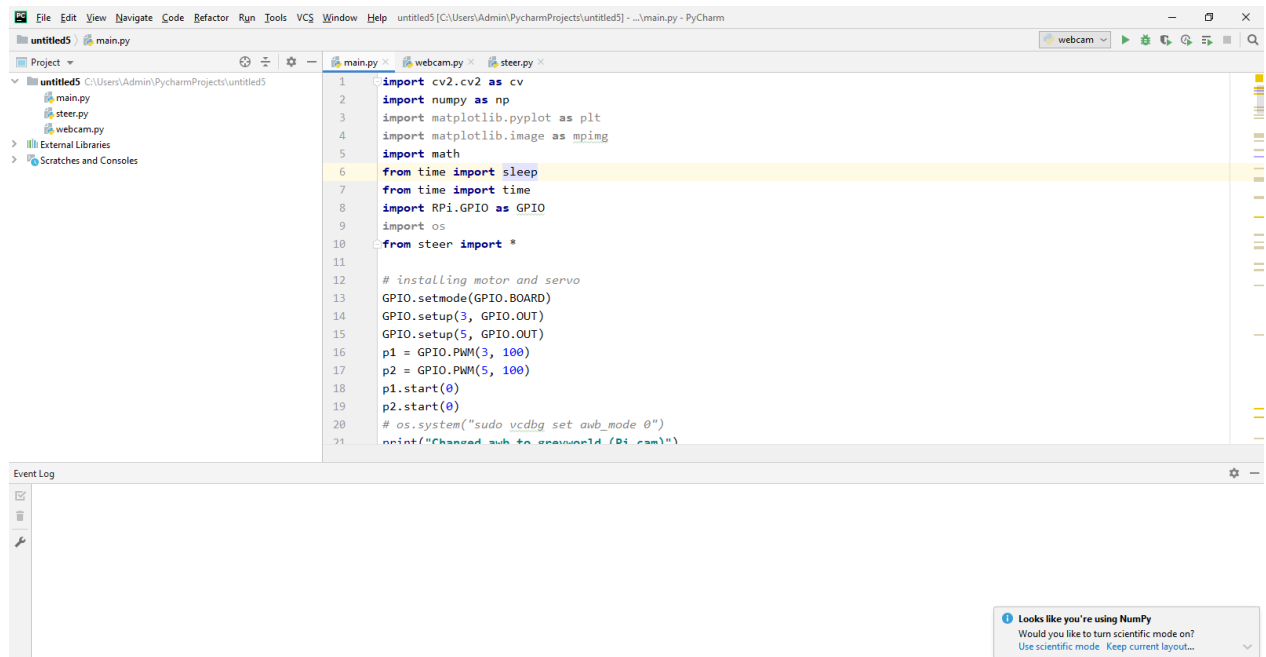 File Edit View Navigate Code Refactor Run Tools VCS Window Help untitled5 [C:\Users\Admin\PycharmProjects\untitled5] - ...\main.py - PyCharm
untitled5 main.py webcam
Project main.py webcam.py steer.py
untitled5 C:\Users\Admin\PycharmProjects\untitled5
main.py
steer.py
webcam.py
External Libraries
Scratches and Consoles
1 import cv2.cv2 as cv
2 import numpy as np
3 import matplotlib.pyplot as plt
4 import matplotlib.image as mpimg
5 import math
6 from time import sleep
7 from time import time
8 import RPi.GPIO as GPIO
9 import os
10 from steer import *
11
12 # installing motor and servo
13 GPIO.setmode(GPIO.BOARD)
14 GPIO.setup(3, GPIO.OUT)
15 GPIO.setup(5, GPIO.OUT)
16 p1 = GPIO.PWM(3, 100)
17 p2 = GPIO.PWM(5, 100)
18 p1.start(0)
19 p2.start(0)
20 # os.system("sudo vcdbg set awb_mode 0")
21 print("Changed awb to greyworld (Pi cam)")
Event Log
Looks like you're using NumPy
Would you like to turn scientific mode on?
Use scientific mode Keep current layout...